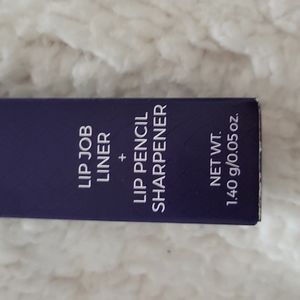 LIP JOB
LINER
+
LIP PENCIL
SHARPENER
NET WT.
1.40 g/0.05 oz.